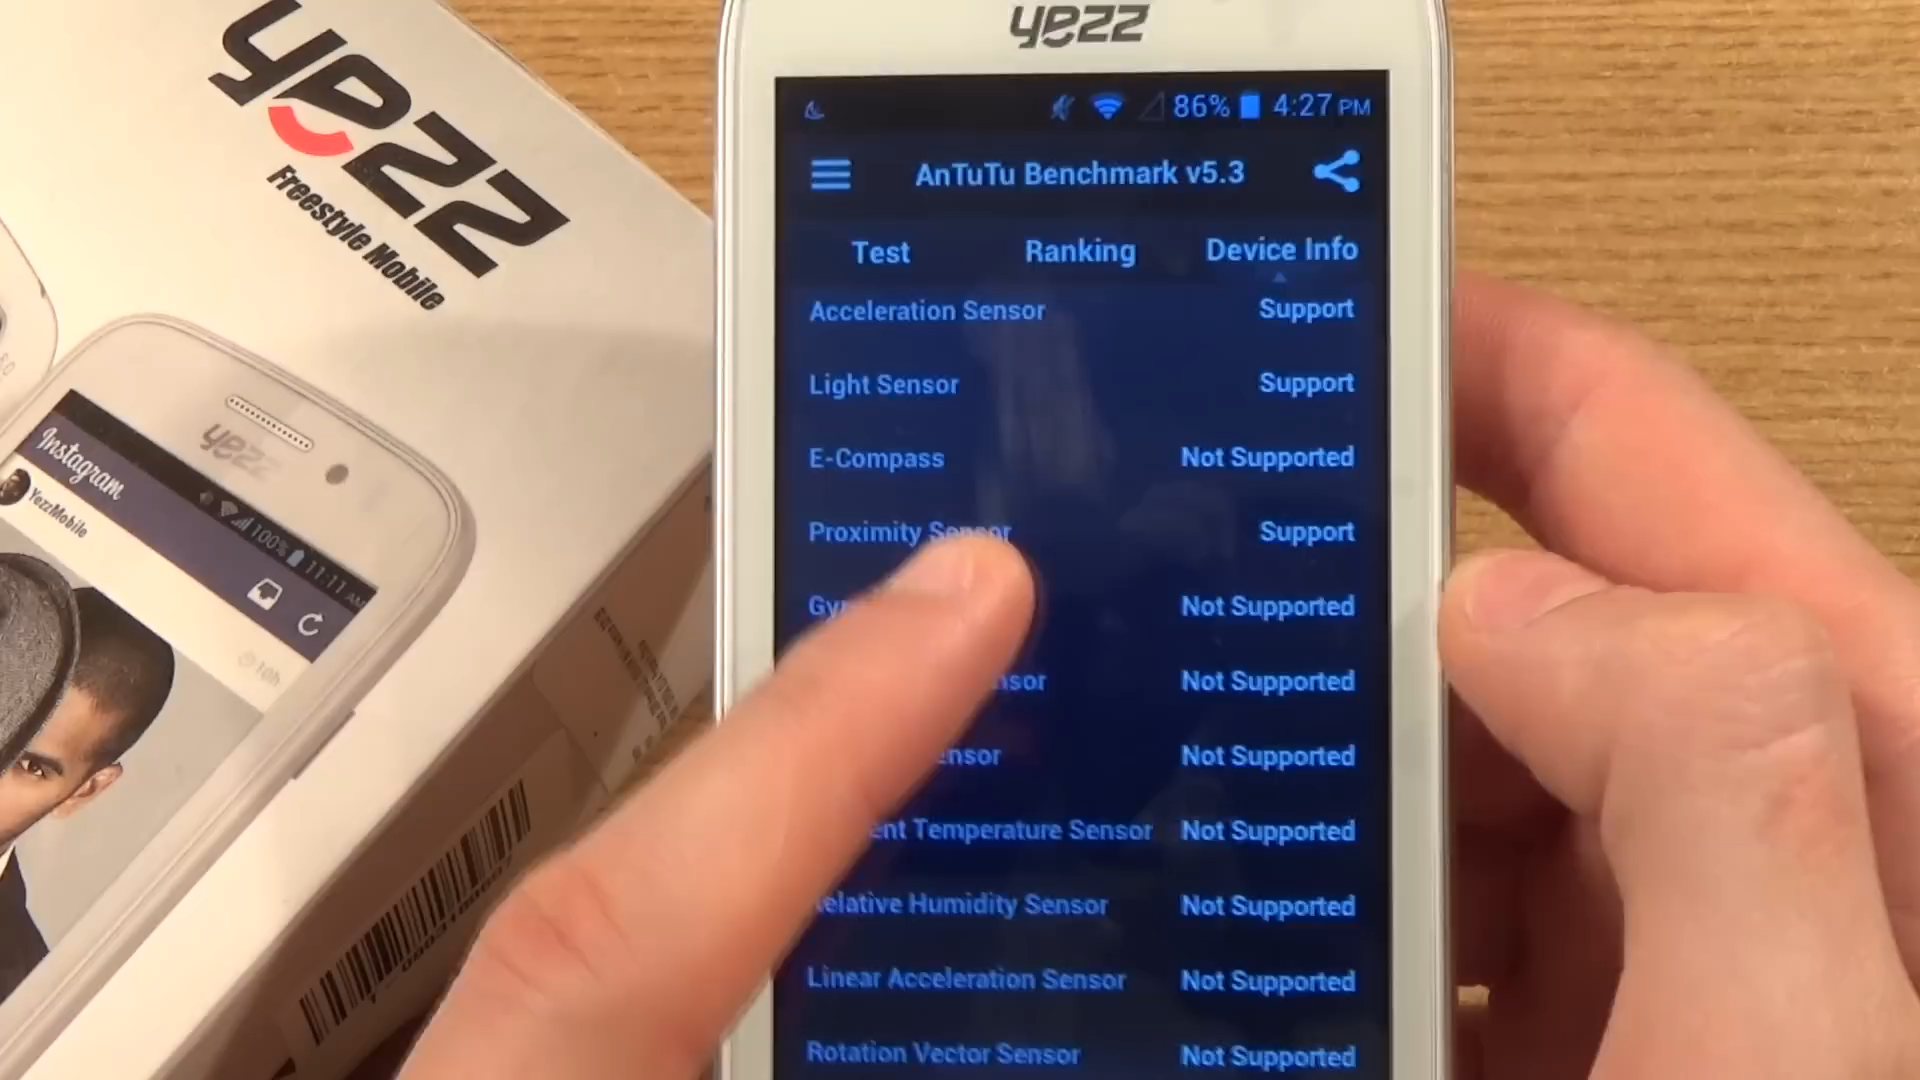 yezz
Freestyle Mobile
yezz
Instagram
100% 11:11 AM
YezzMobile
10h
yezz
86% 4:27 PM
AnTuTu Benchmark v5.3
Test Ranking Device Info
Acceleration Sensor Support
Light Sensor Support
E-Compass Not Supported
Proximity Sensor Support
Not Supported
Not Supported
Not Supported
Temperature Sensor Not Supported
Relative Humidity Sensor Not Supported
Linear Acceleration Sensor Not Supported
Rotation Vector Sensor Not Supported